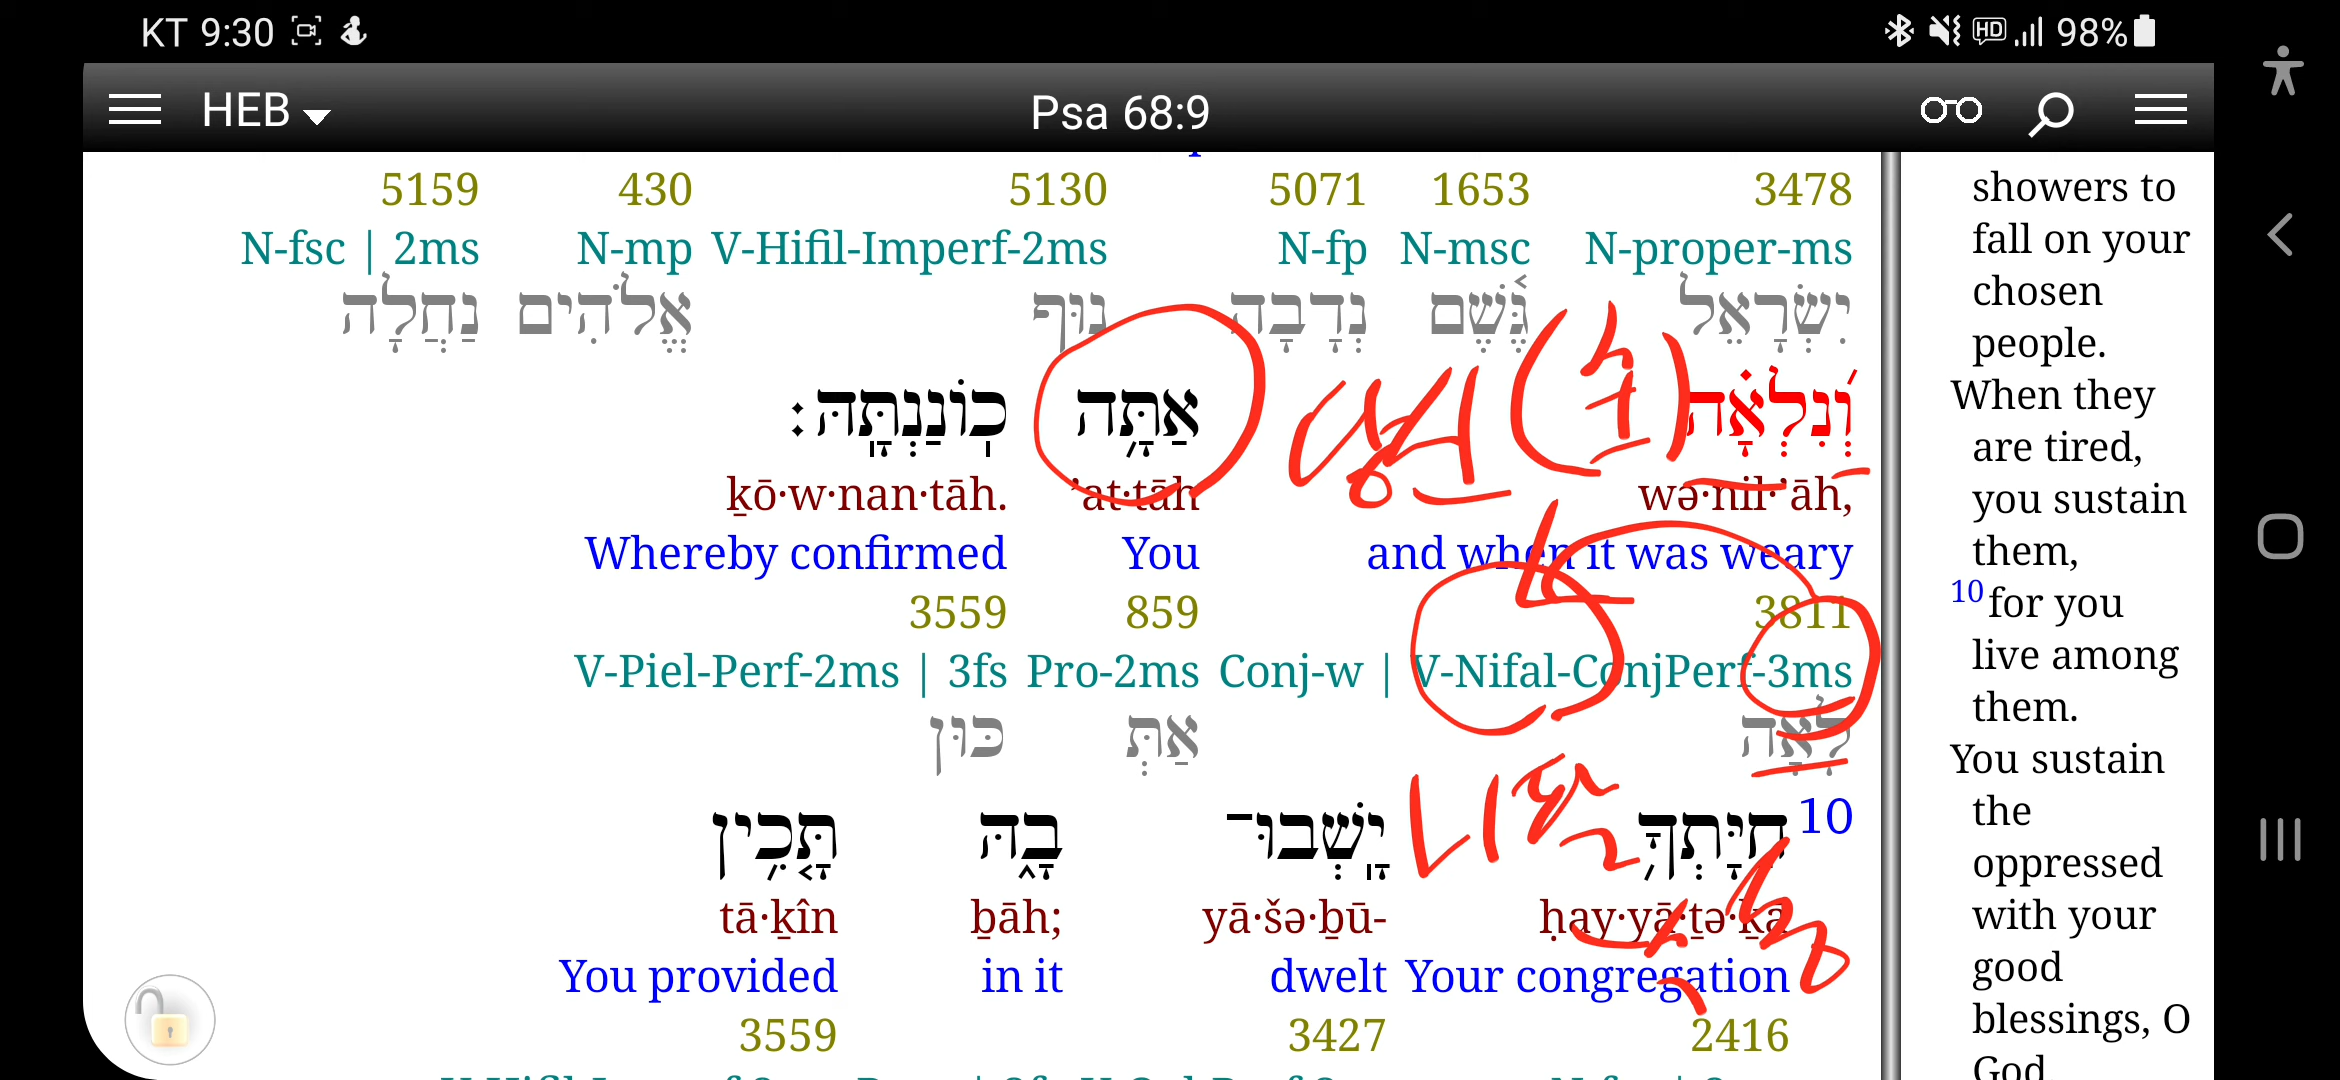 KT 9:30 HD 98%
HEB Psa 68:9
5159 430 5130 5071 1653 3478
N-fsc | 2ms N-mp V-Hifil-Imperf-2ms N-fp N-msc N-proper-ms
יִשְׂרָאֵל גֶּשֶׁם נְדָבָה נוּף אֱלֹהִים נַחֲלָה
וְ֝נִלְאָ֗ה אַתָּ֥ה כֽוֹנַנְתָּֽהּ׃
ḵō·w·nan·tāh. ’at·tāh wə·nil·’āh,
Whereby confirmed You and when it was weary
3559 859 3811
V-Piel-Perf-2ms | 3fs Pro-2ms Conj-w | V-Nifal-ConjPerf-3ms
לָאָה אַתְּ כּוּן
10 חַיָּתְךָ֥ יָֽשְׁבוּ־ בָ֑הּ תָּ֤כִ֥ין
tā·ḵîn ḇāh; yā·šə·ḇū- ḥay·yā·ṯə·ḵā
You provided in it dwelt Your congregation
3559 3427 2416
showers to
fall on your
chosen
people.
When they
are tired,
you sustain
them,
10 for you
live among
them.
You sustain
the
oppressed
with your
good
blessings, O
God